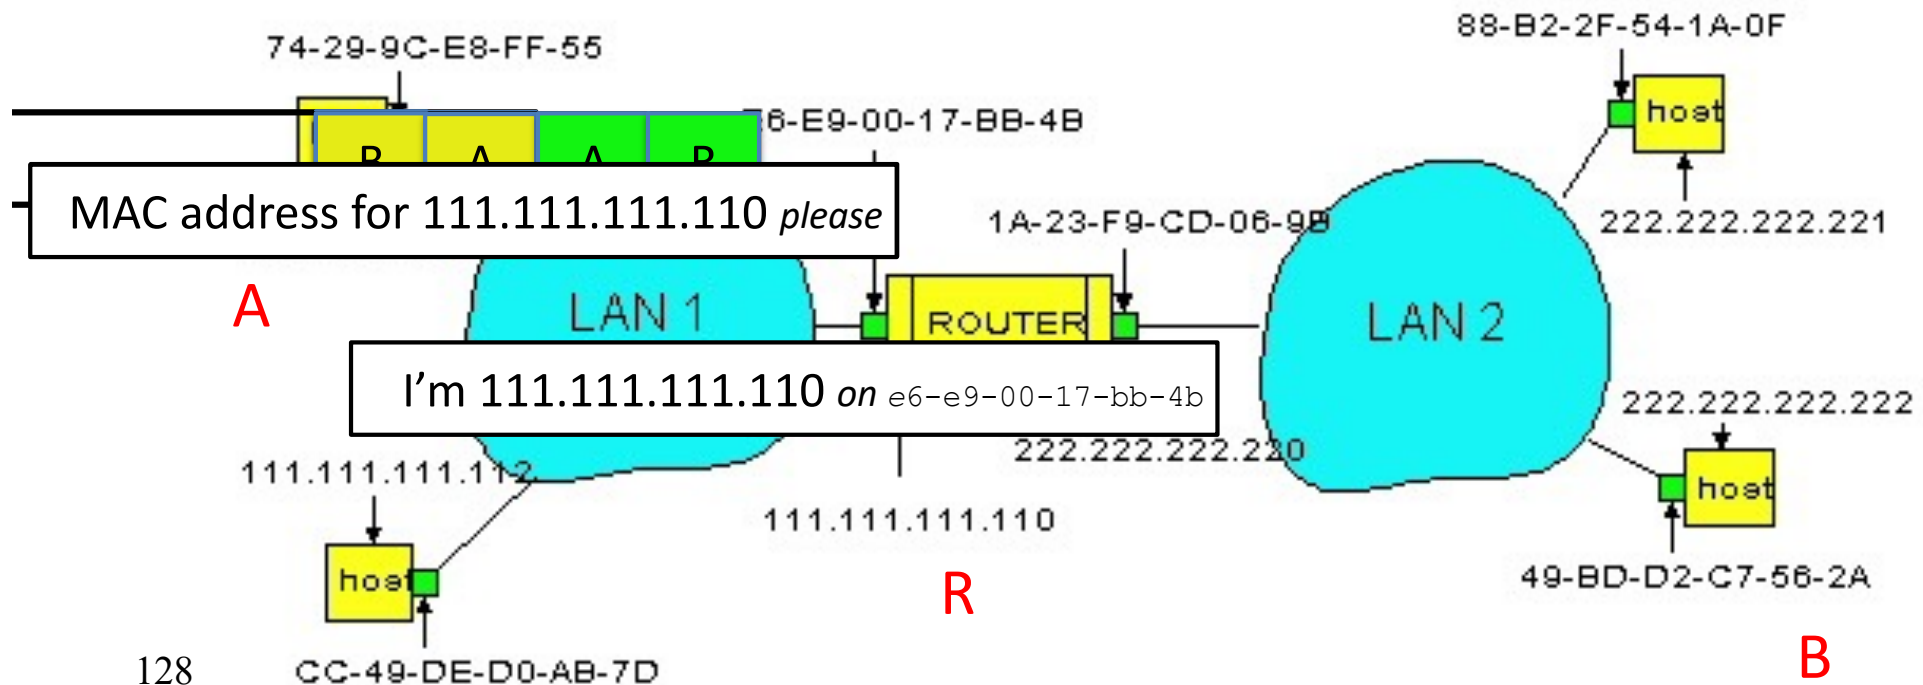 88-B2-2F-54-1A-0F
74-29-9C-E8-FF-55
host
E6-E9-00-17-BB-4B
B A A R
MAC address for 111.111.111.110 please
1A-23-F9-CD-06-9B
222.222.222.221
A
LAN 1
ROUTER
LAN 2
I'm 111.111.111.110 on e6-e9-00-17-bb-4b
222.222.222.222
222.222.222.220
111.111.111.112
host
111.111.111.110
host
49-BD-D2-C7-56-2A
R
B
128
CC-49-DE-D0-AB-7D